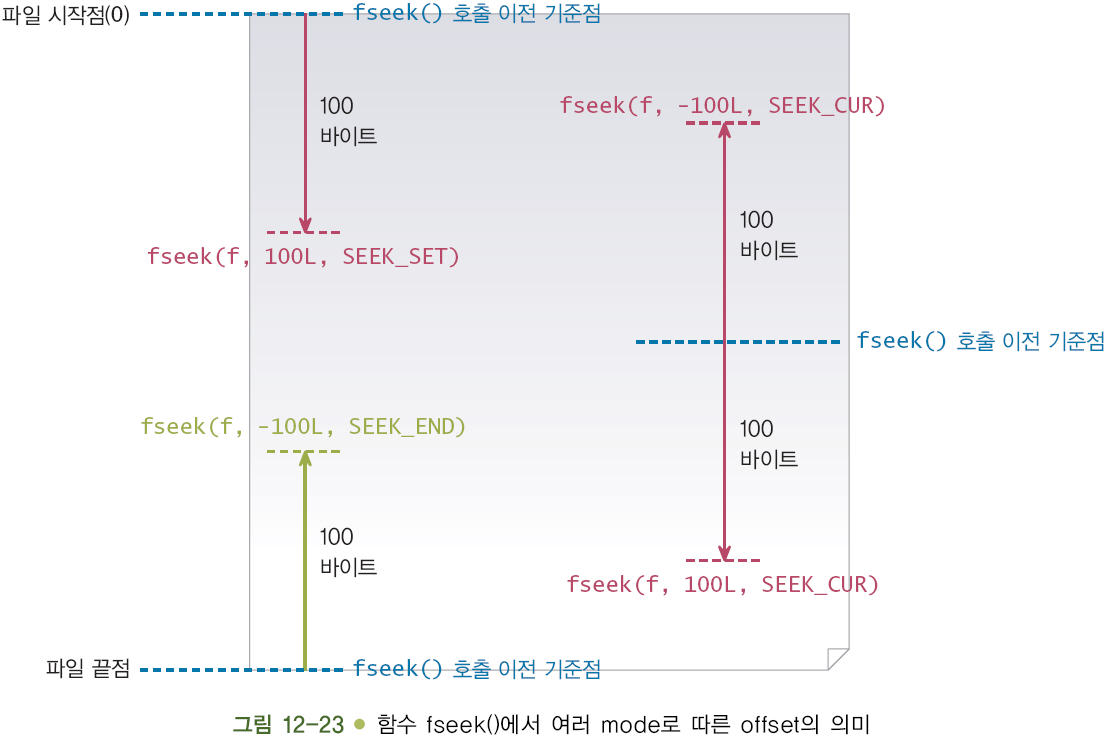 파일 시작점(0)
fseek() 호출 이전 기준점
100
바이트
fseek(f, 100L, SEEK_SET)
fseek(f, -100L, SEEK_CUR)
100
바이트
fseek() 호출 이전 기준점
100
바이트
fseek(f, 100L, SEEK_CUR)
fseek(f, -100L, SEEK_END)
100
바이트
파일 끝점
fseek() 호출 이전 기준점
그림 12-23 ● 함수 fseek()에서 여러 mode로 따른 offset의 의미